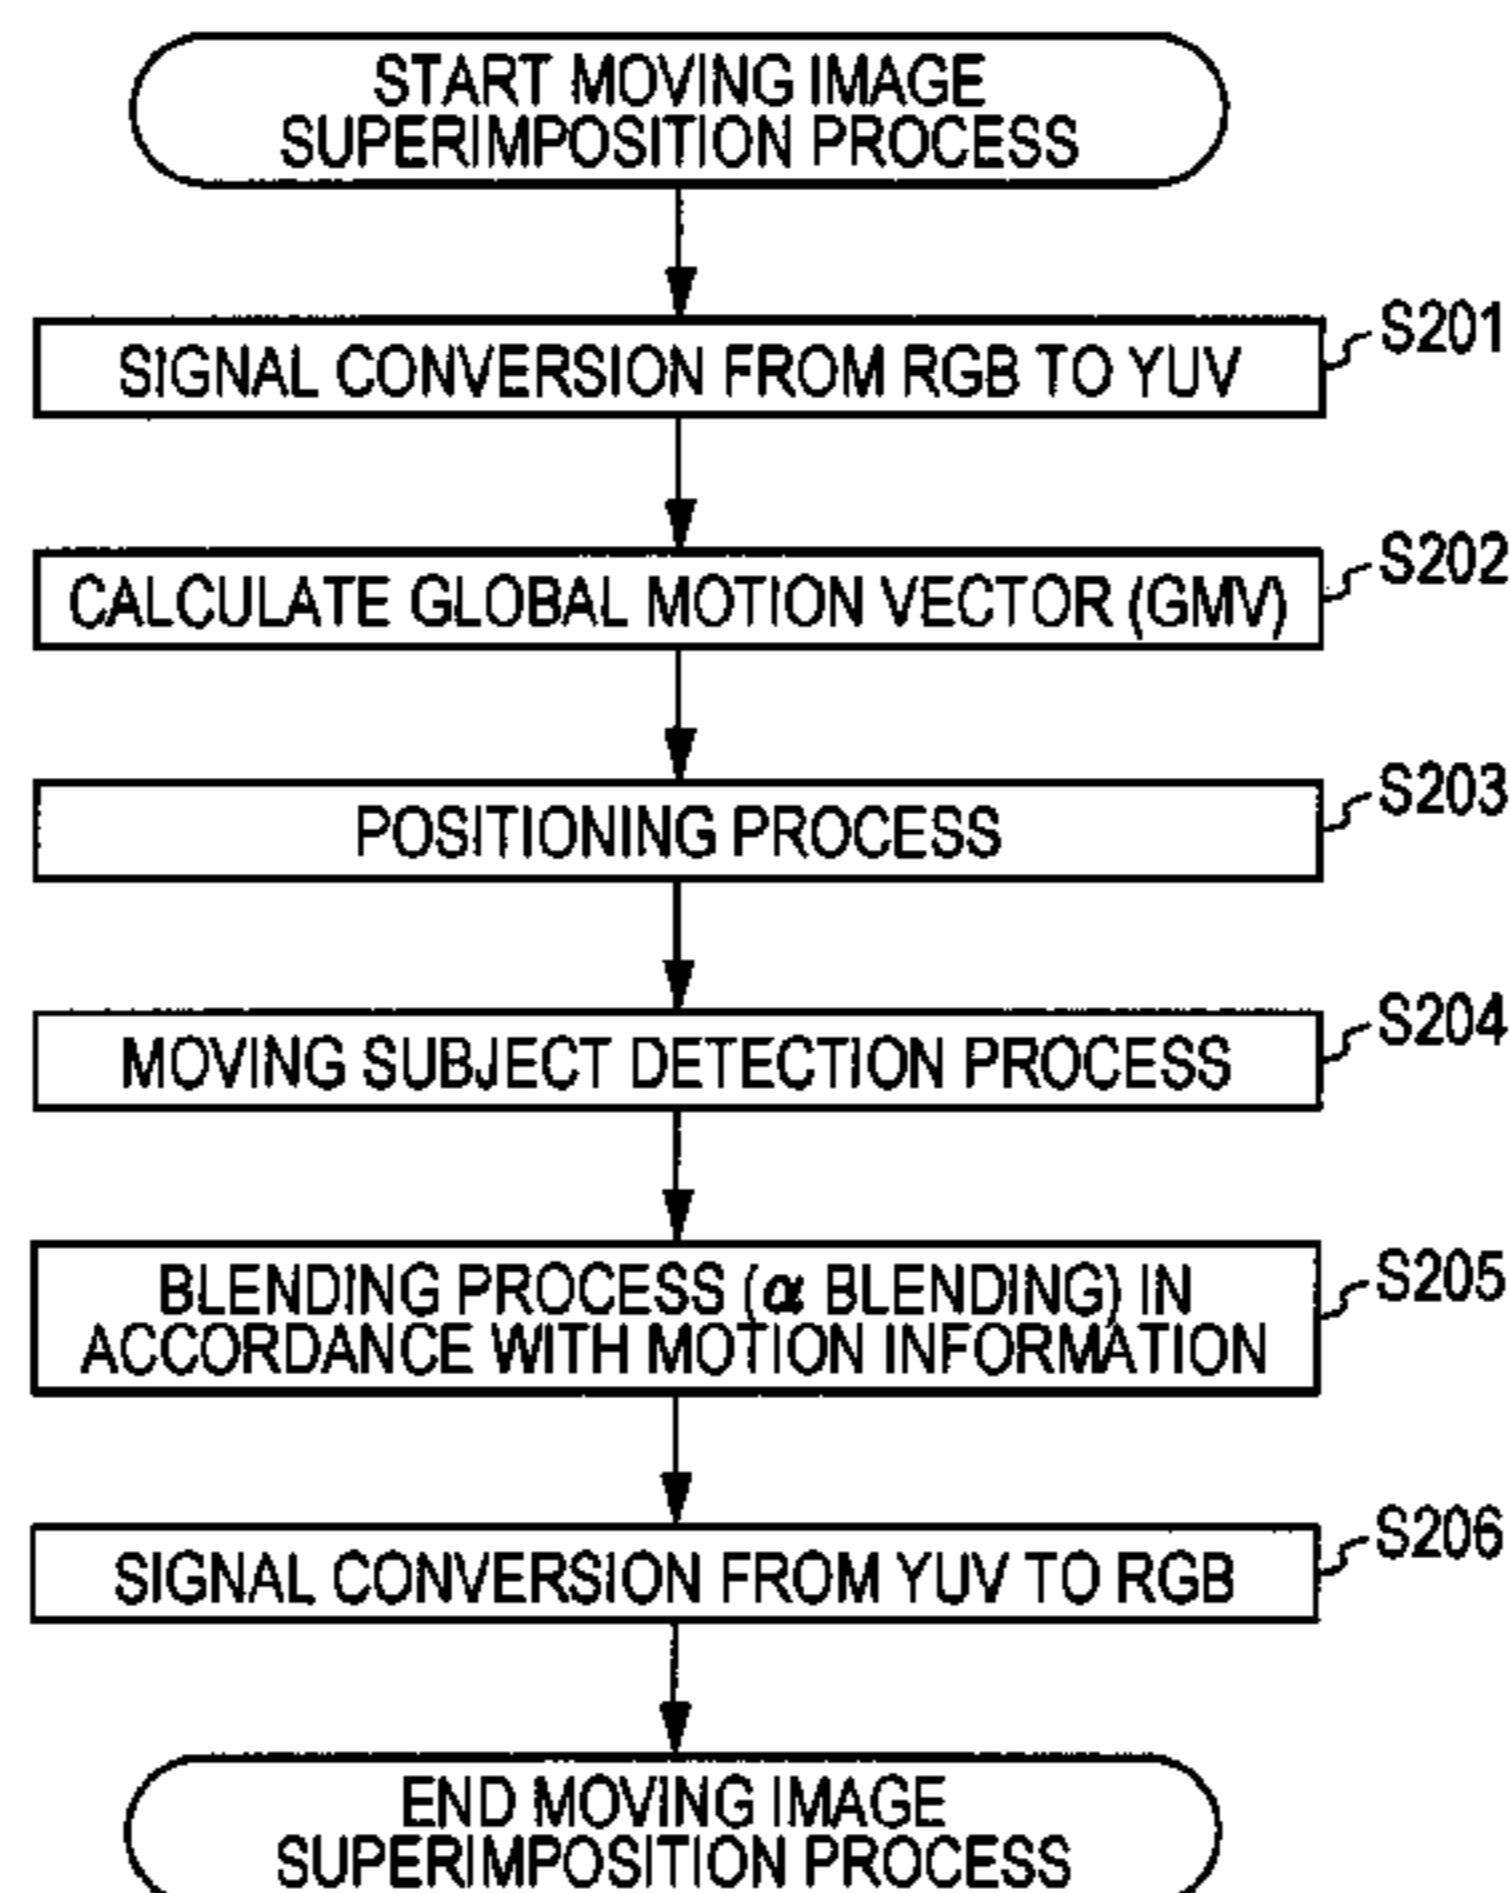 START MOVING IMAGE
SUPERIMPOSITION PROCESS
SIGNAL CONVERSION FROM RGB TO YUV
S201
CALCULATE GLOBAL MOTION VECTOR (GMV)
S202
POSITIONING PROCESS
S203
MOVING SUBJECT DETECTION PROCESS
S204
BLENDING PROCESS (α BLENDING) IN
ACCORDANCE WITH MOTION INFORMATION
S205
SIGNAL CONVERSION FROM YUV TO RGB
S206
END MOVING IMAGE
SUPERIMPOSITION PROCESS